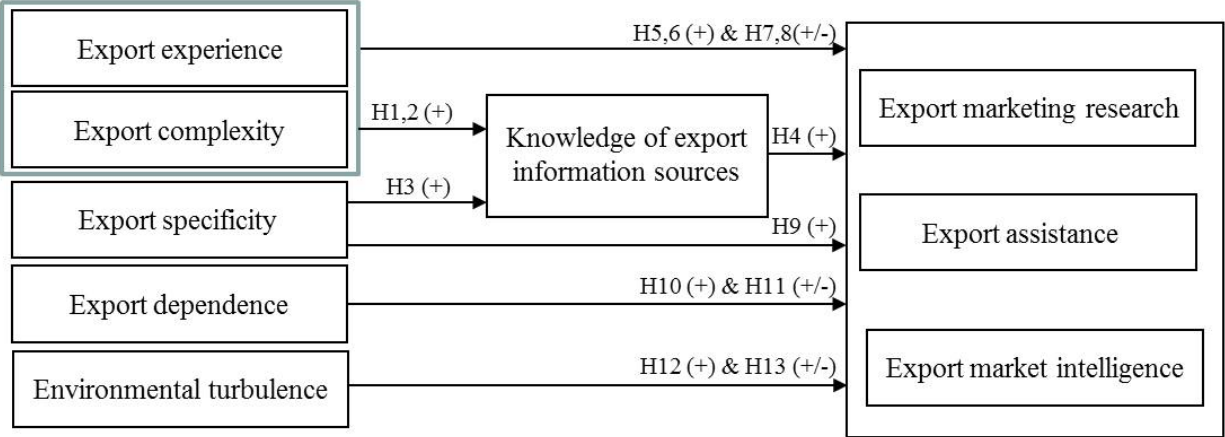 Export experience
H5,6 (+) & H7,8(+/-)
Export complexity
H1,2 (+)
Knowledge of export
information sources
H4 (+)
Export marketing research
Export specificity
H3 (+)
H9 (+)
Export assistance
Export dependence
H10 (+) & H11 (+/-)
Environmental turbulence
H12 (+) & H13 (+/-)
Export market intelligence